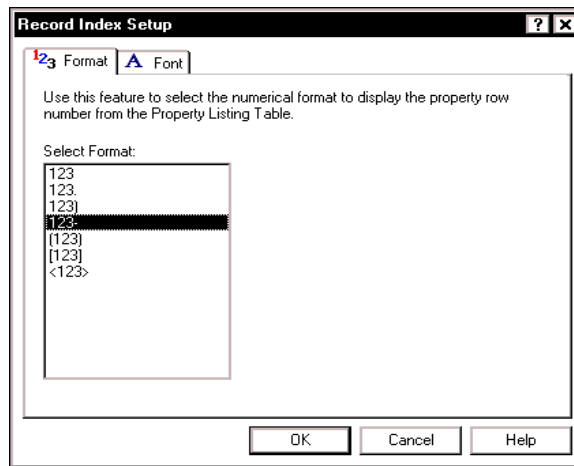 Record Index Setup
? X
123 Format A Font
Use this feature to select the numerical format to display the property row
number from the Property Listing Table.
Select Format:
123
123.
123)
123-
(123)
[123]
<123>
OK Cancel Help